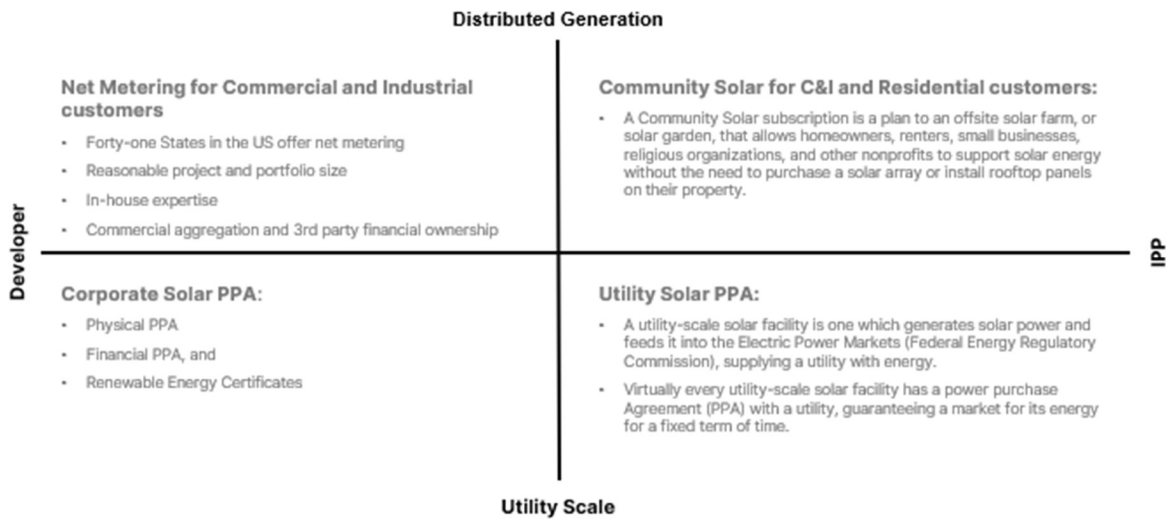 Distributed Generation
Net Metering for Commercial and Industrial
customers
• Forty-one States in the US offer net metering
• Reasonable project and portfolio size
• In-house expertise
• Commercial aggregation and 3rd party financial ownership
Community Solar for C&I and Residential customers:
• A Community Solar subscription is a plan to an offsite solar farm, or
solar garden, that allows homeowners, renters, small businesses,
religious organizations, and other nonprofits to support solar energy
without the need to purchase a solar array or install rooftop panels
on their property.
Developer
IPP
Corporate Solar PPA:
• Physical PPA
• Financial PPA, and
• Renewable Energy Certificates
Utility Solar PPA:
• A utility-scale solar facility is one which generates solar power and
feeds it into the Electric Power Markets (Federal Energy Regulatory
Commission), supplying a utility with energy.
• Virtually every utility-scale solar facility has a power purchase
Agreement (PPA) with a utility, guaranteeing a market for its energy
for a fixed term of time.
Utility Scale